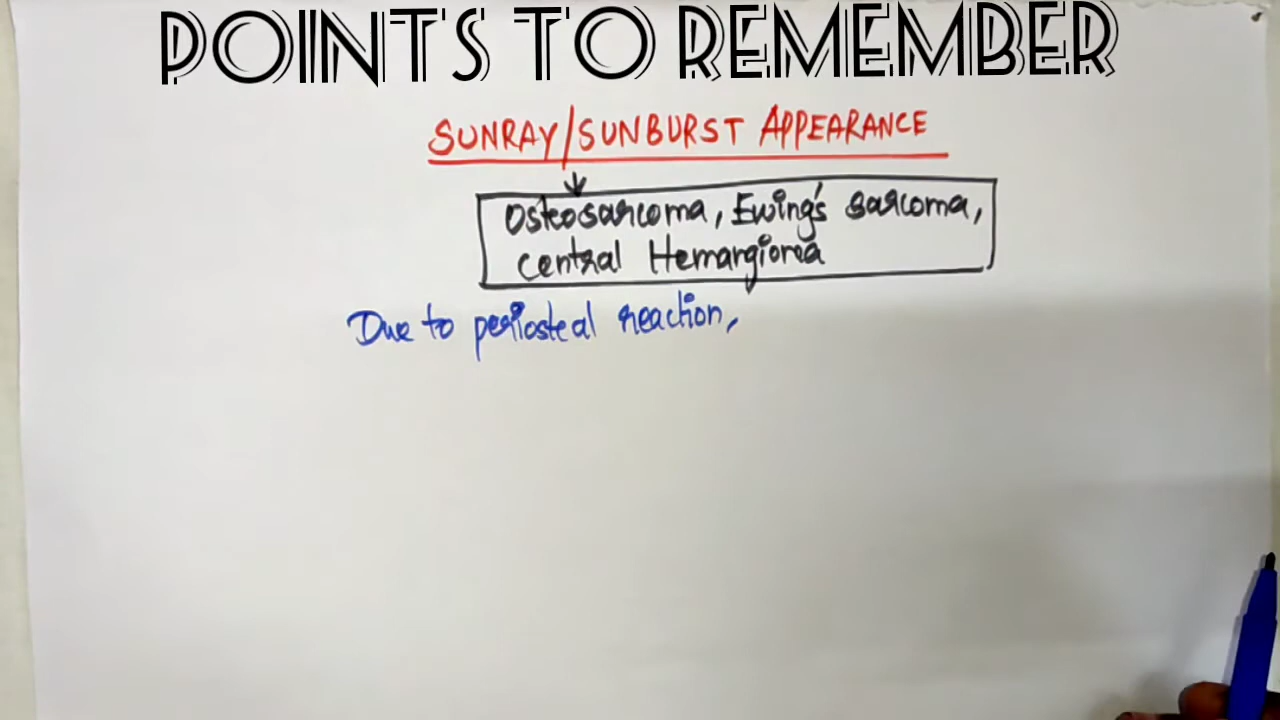 POINTS TO REMEMBER
SUNRAY/SUNBURST APPEARANCE
Osteosarcoma, Ewing's sarcoma,
central Hemangioma
Due to periosteal reaction,